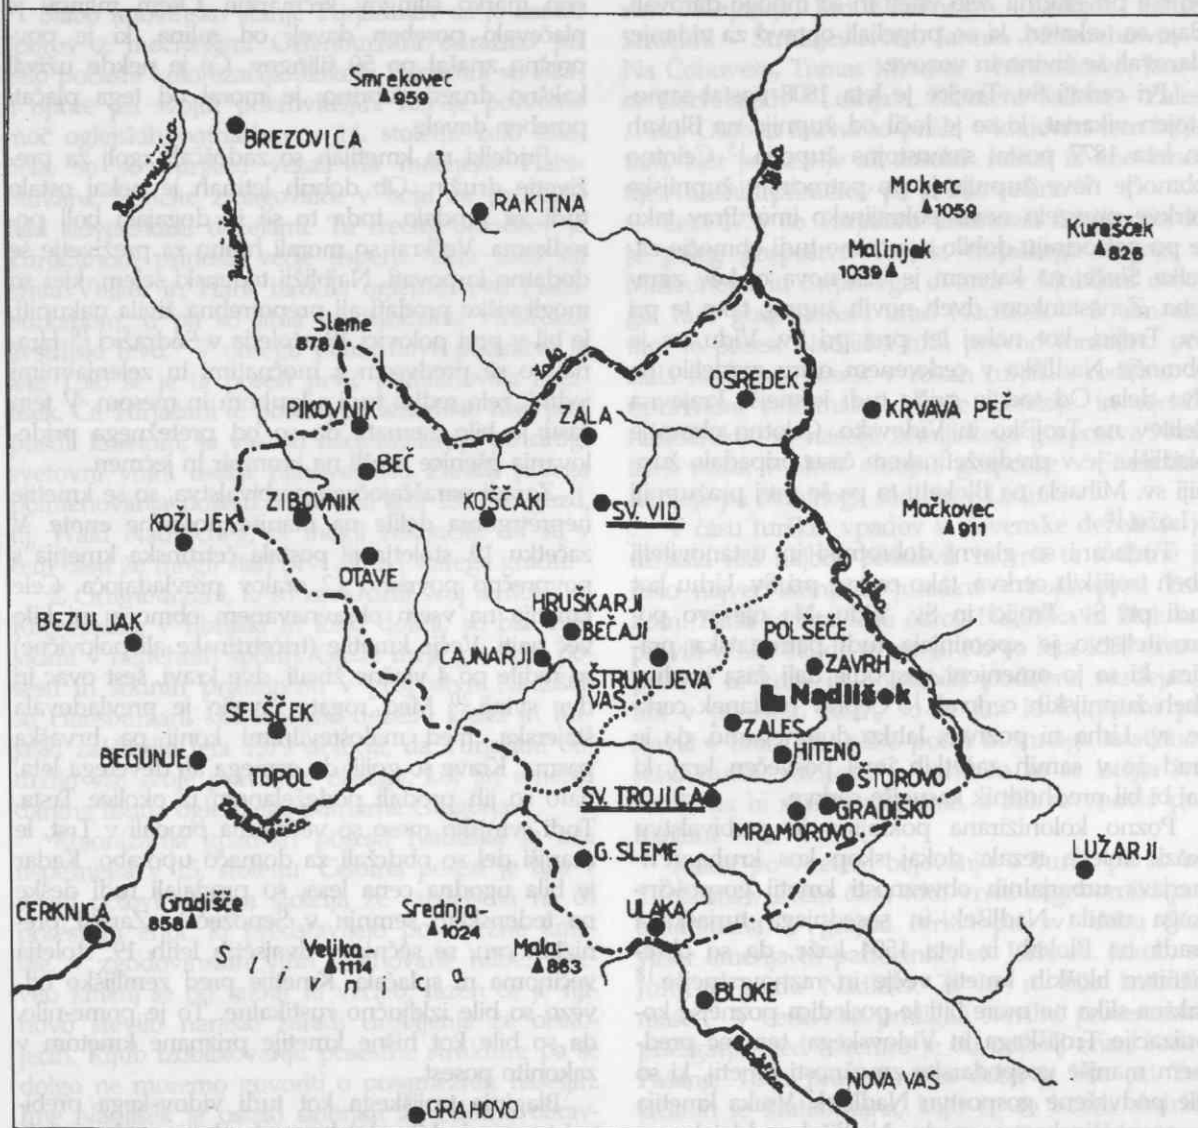 Smrekovec
959
BREZOVICA
RAKITNA
Mokerc
1059
Malinjek
1039
Kurešček
826
Sleme
878
Iška
OSREDEK
KRVAVA PEČ
PIKOVNIK
ZALA
BEČ
ZIBOVNIK
KOŠČAKI
SV. VID
KOŽLJEK
Mačkovec
911
OTAVE
HRUŠKARJI
BEČAJI
BEZULJAK
CAJNARJI
POLŠEČE
ZAVRH
ŠTRUKLJEVA
VAS
Nadlišek
SELŠČEK
ZALES
BEGUNJE
TOPOL
HITENO
ŠTOROVO
SV. TROJICA
GRADIŠKO
MRAMOROVO
G. SLEME
LUŽARJI
CERKNICA
Gradišče
858
Srednja
1024
ULAKA
Velika
1114
Mala
863
Slivnica
BLOKE
NOVA VAS
GRAHOVO